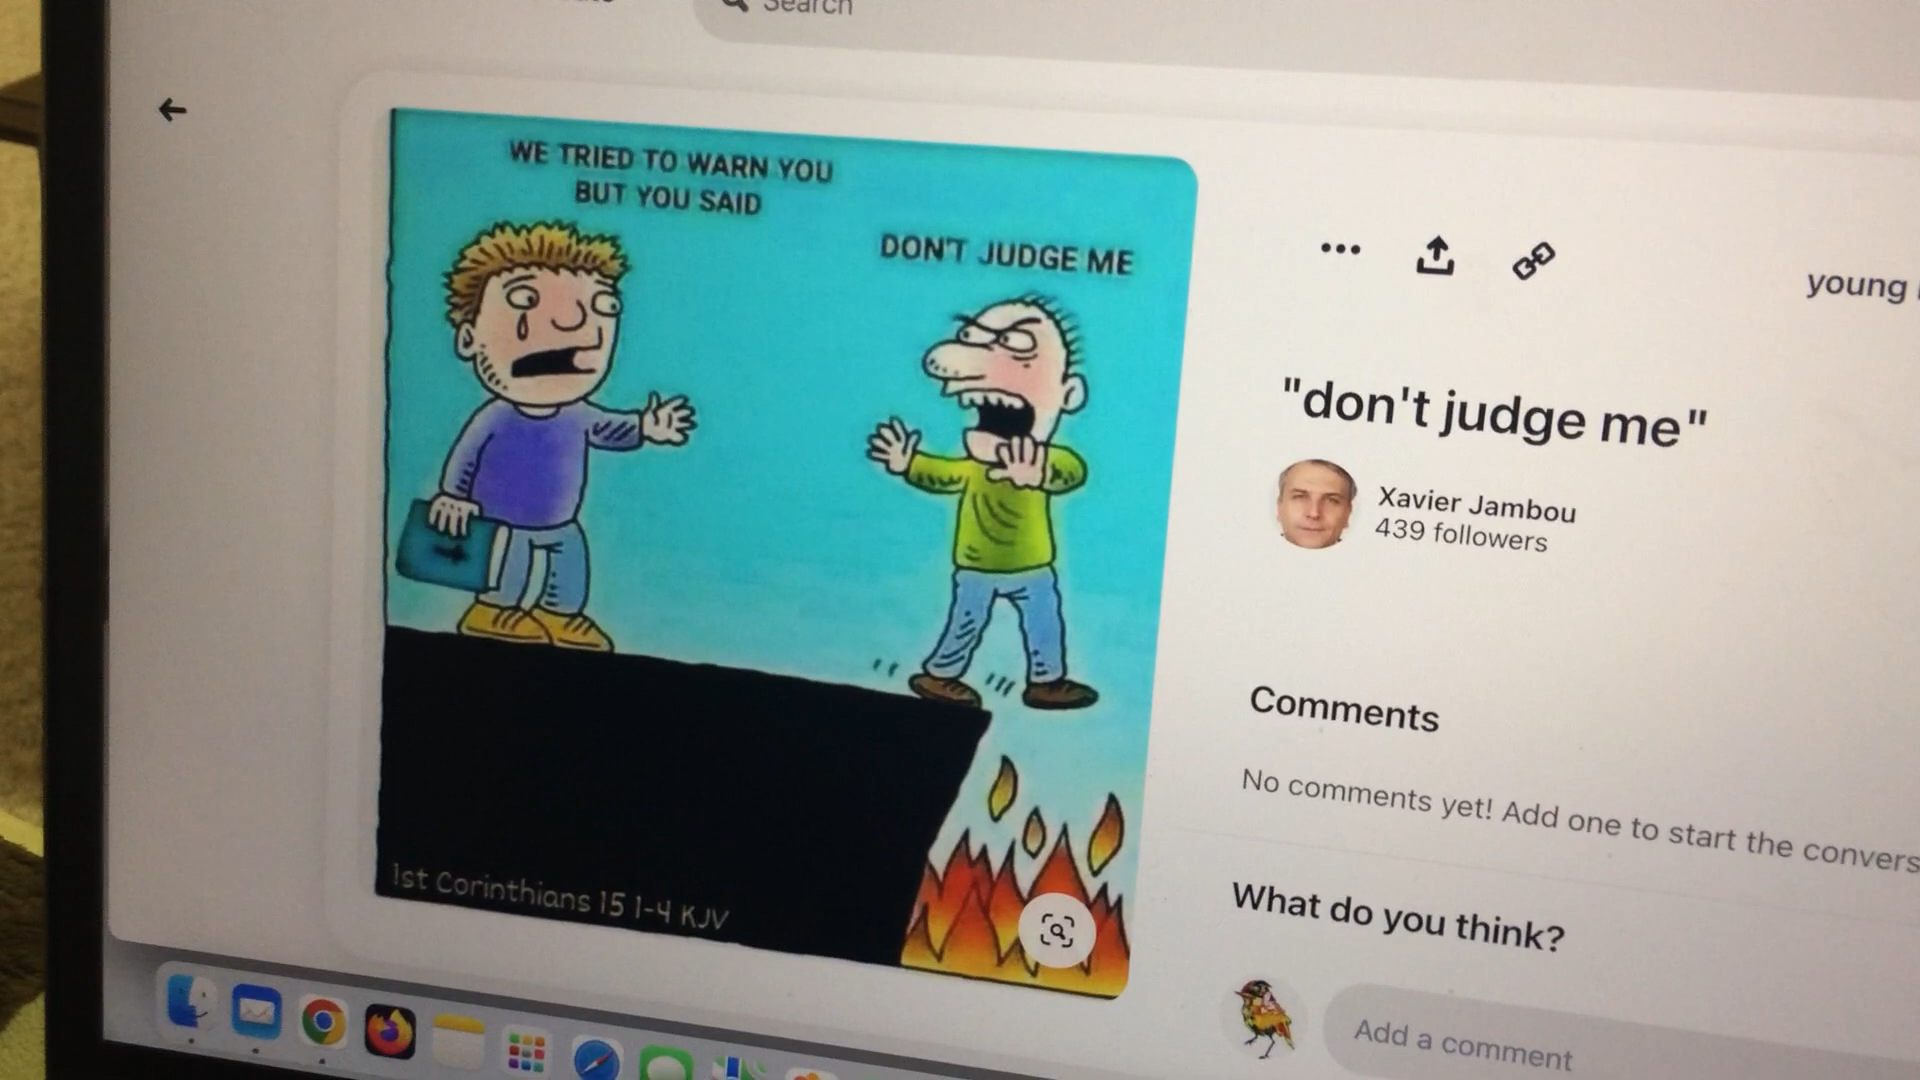 Search
WE TRIED TO WARN YOU
BUT YOU SAID
DON'T JUDGE ME
1st Corinthians 15 1-4 KJV
young
"don't judge me"
Xavier Jambou
439 followers
Comments
No comments yet! Add one to start the convers
What do you think?
Add a comment